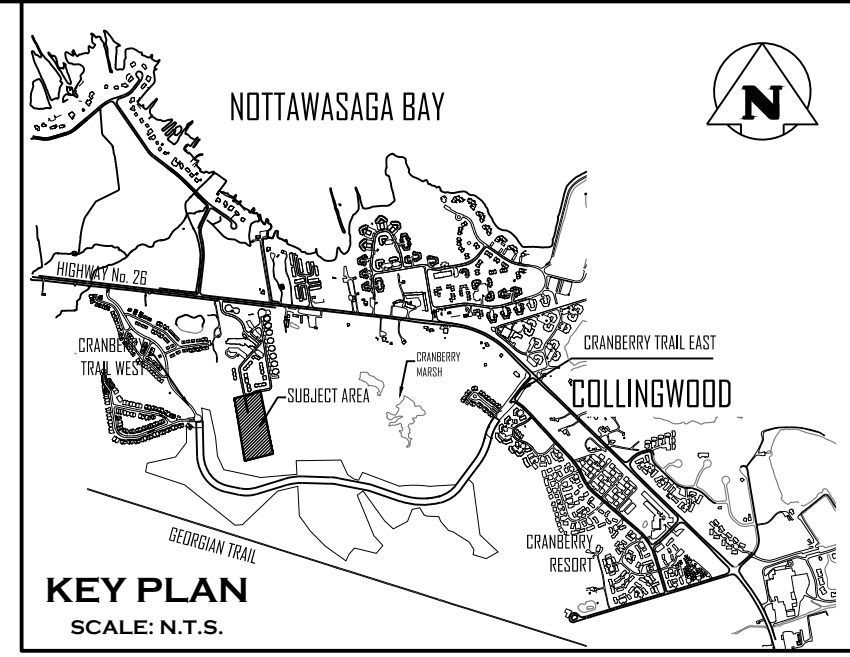 NOTTAWASAGA BAY
N
HIGHWAY No. 26
CRANBERRY
TRAIL WEST
CRANBERRY
MARSH
CRANBERRY TRAIL EAST
SUBJECT AREA
COLLINGWOOD
GEORGIAN TRAIL
CRANBERRY
RESORT
KEY PLAN
SCALE: N.T.S.